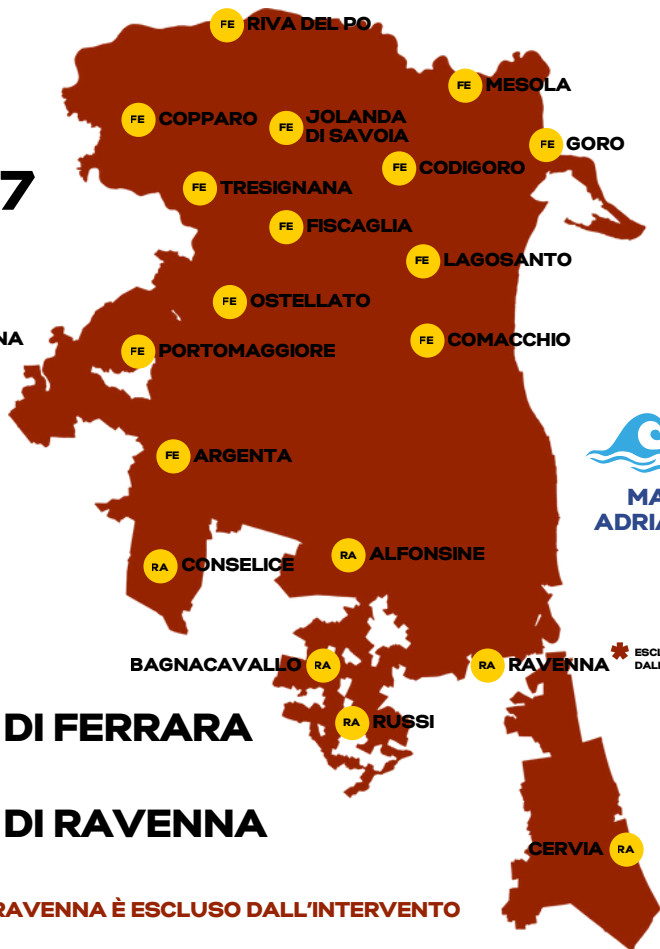 FE RIVA DEL PO
FE MESOLA
FE COPPARO
FE JOLANDA
DI SAVOIA
FE GORO
FE CODIGORO
7
FE TRESIGNANA
FE FISCAGLIA
FE LAGOSANTO
FE OSTELLATO
NA
FE COMACCHIO
FE PORTOMAGGIORE
FE ARGENTA
MA
ADRIA
RA ALFONSINE
RA CONSELICE
BAGNACAVALLO RA
RA RAVENNA
* ESCL
DALL
RA RUSSI
DI FERRARA
DI RAVENNA
CERVIA RA
RAVENNA È ESCLUSO DALL'INTERVENTO